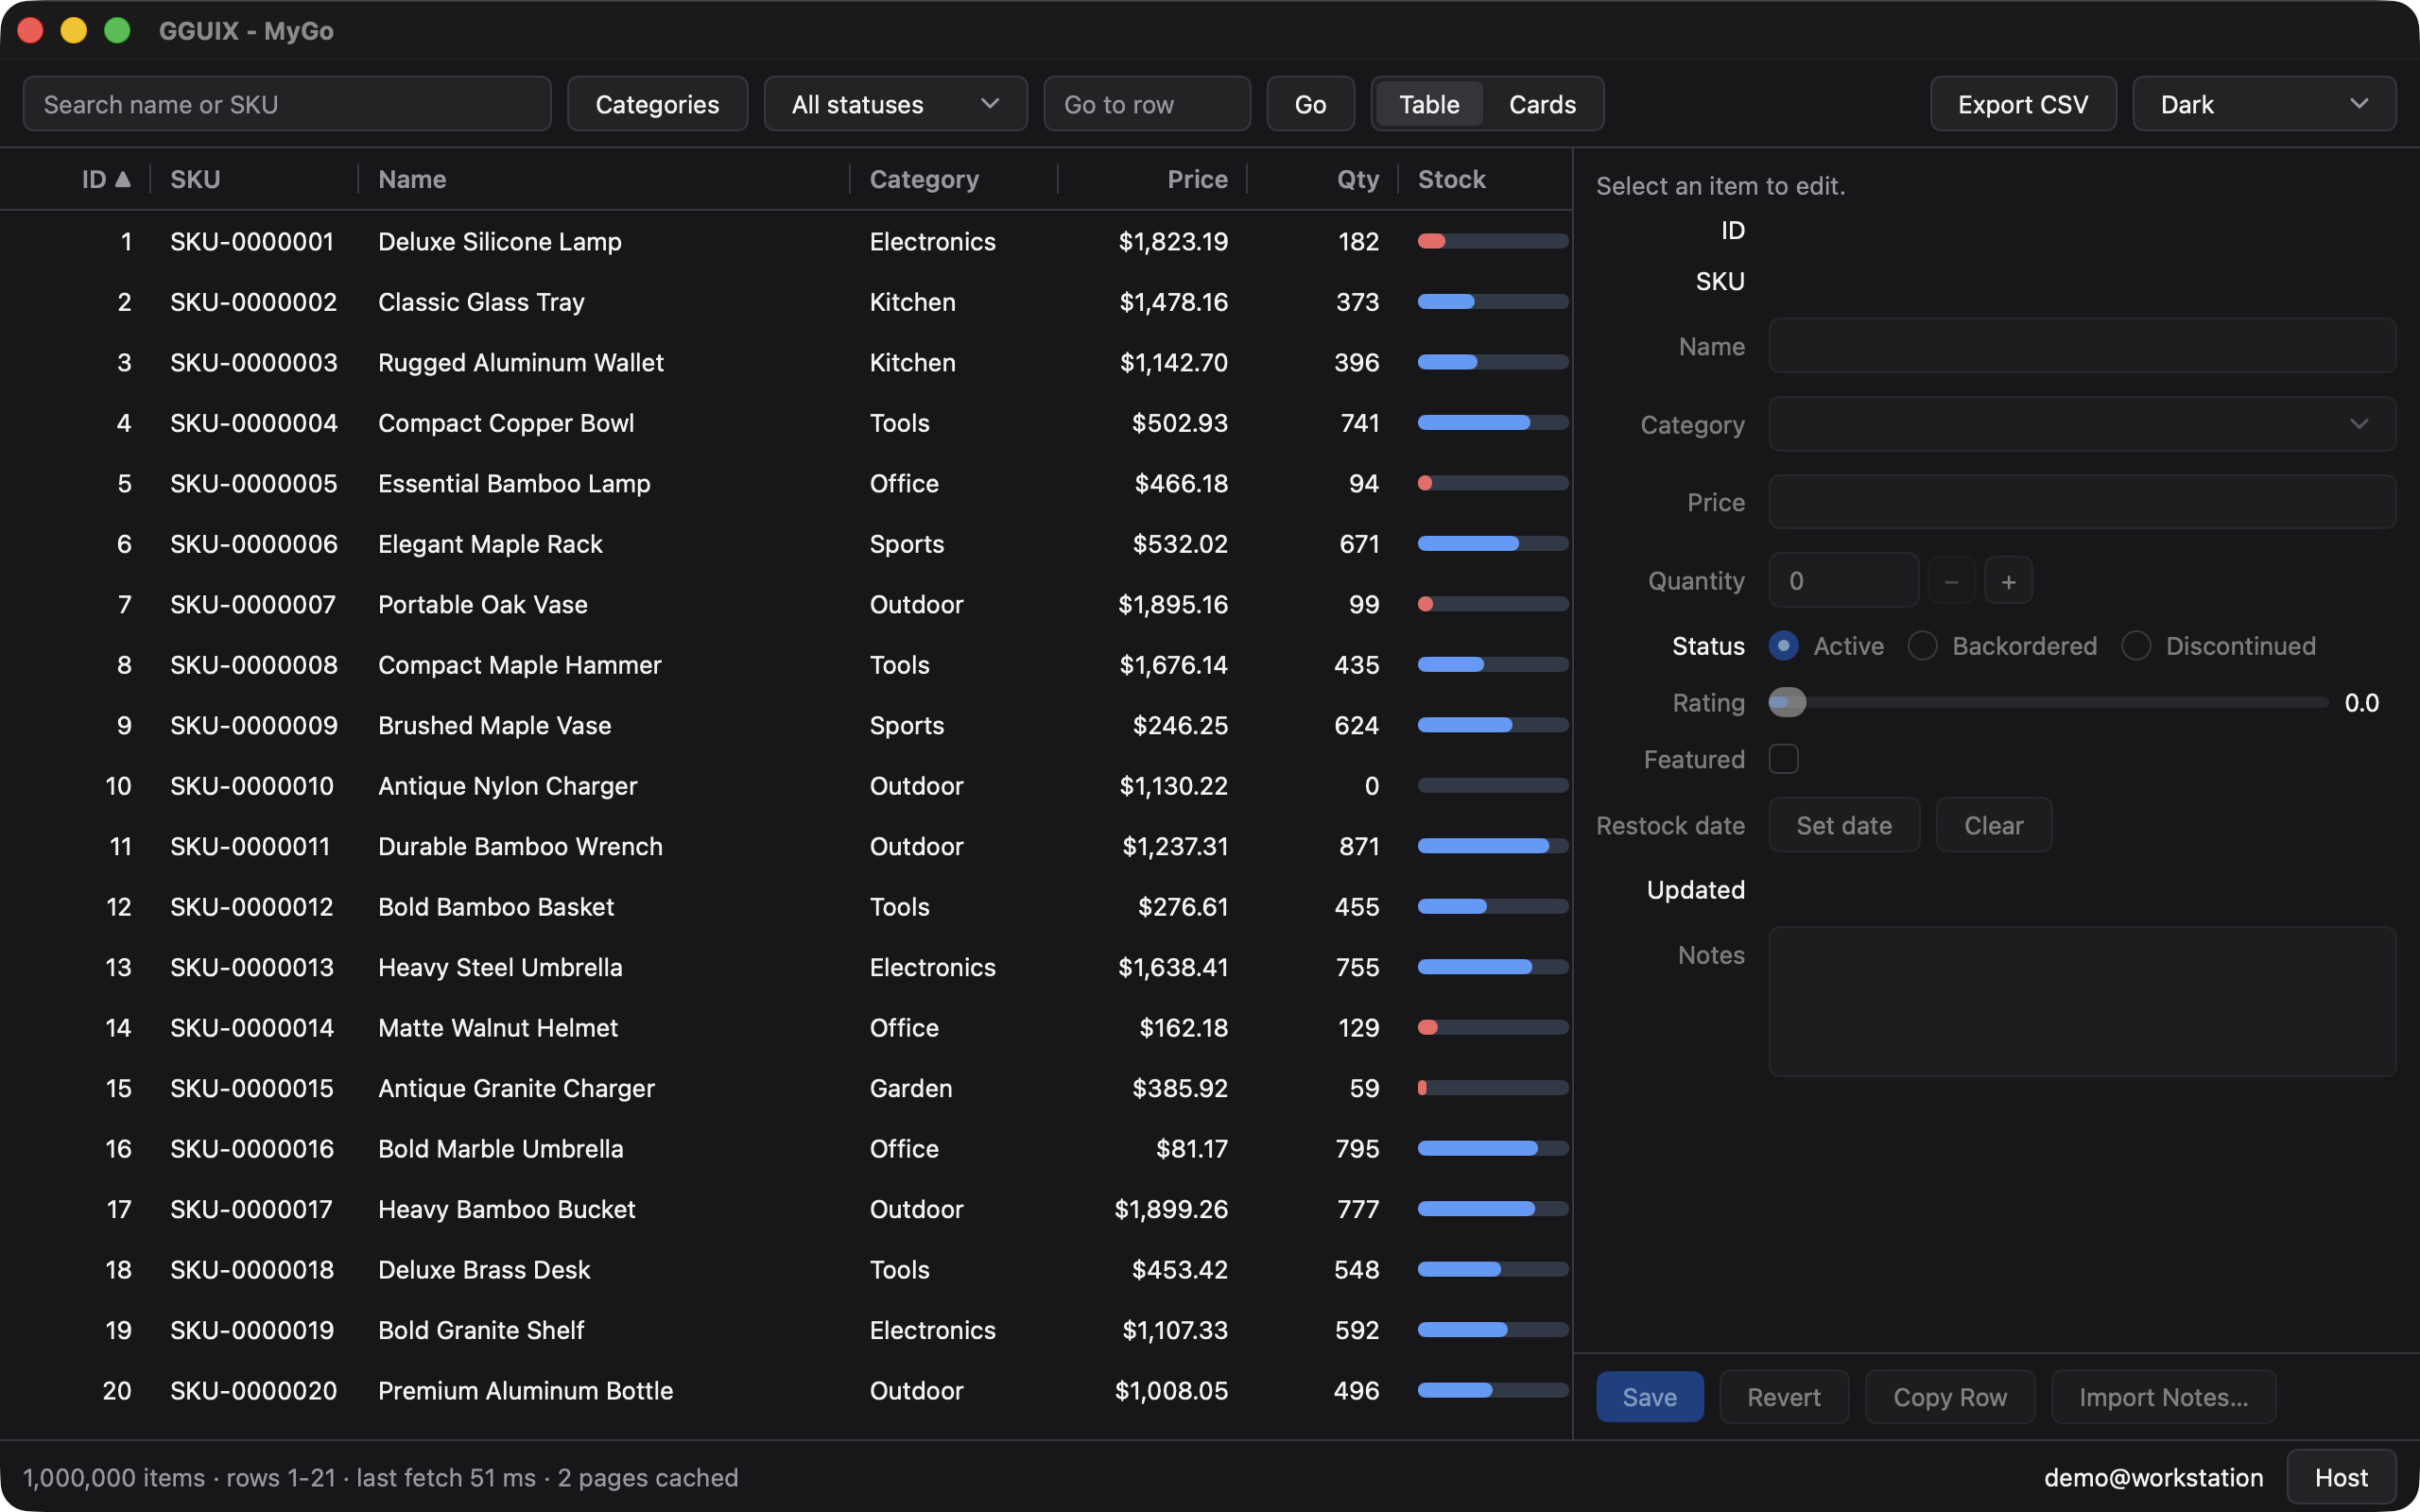 GGUIX - MyGo
Search name or SKU Categories All statuses Go to row Go Table Cards Export CSV Dark
ID ▲ SKU Name Category Price Qty Stock
1 SKU-0000001 Deluxe Silicone Lamp Electronics $1,823.19 182
2 SKU-0000002 Classic Glass Tray Kitchen $1,478.16 373
3 SKU-0000003 Rugged Aluminum Wallet Kitchen $1,142.70 396
4 SKU-0000004 Compact Copper Bowl Tools $502.93 741
5 SKU-0000005 Essential Bamboo Lamp Office $466.18 94
6 SKU-0000006 Elegant Maple Rack Sports $532.02 671
7 SKU-0000007 Portable Oak Vase Outdoor $1,895.16 99
8 SKU-0000008 Compact Maple Hammer Tools $1,676.14 435
9 SKU-0000009 Brushed Maple Vase Sports $246.25 624
10 SKU-0000010 Antique Nylon Charger Outdoor $1,130.22 0
11 SKU-0000011 Durable Bamboo Wrench Outdoor $1,237.31 871
12 SKU-0000012 Bold Bamboo Basket Tools $276.61 455
13 SKU-0000013 Heavy Steel Umbrella Electronics $1,638.41 755
14 SKU-0000014 Matte Walnut Helmet Office $162.18 129
15 SKU-0000015 Antique Granite Charger Garden $385.92 59
16 SKU-0000016 Bold Marble Umbrella Office $81.17 795
17 SKU-0000017 Heavy Bamboo Bucket Outdoor $1,899.26 777
18 SKU-0000018 Deluxe Brass Desk Tools $453.42 548
19 SKU-0000019 Bold Granite Shelf Electronics $1,107.33 592
20 SKU-0000020 Premium Aluminum Bottle Outdoor $1,008.05 496
Select an item to edit.
ID
SKU
Name
Category
Price
Quantity 0 − +
Status Active Backordered Discontinued
Rating 0.0
Featured
Restock date Set date Clear
Updated
Notes
Save Revert Copy Row Import Notes...
1,000,000 items · rows 1-21 · last fetch 51 ms · 2 pages cached demo@workstation Host